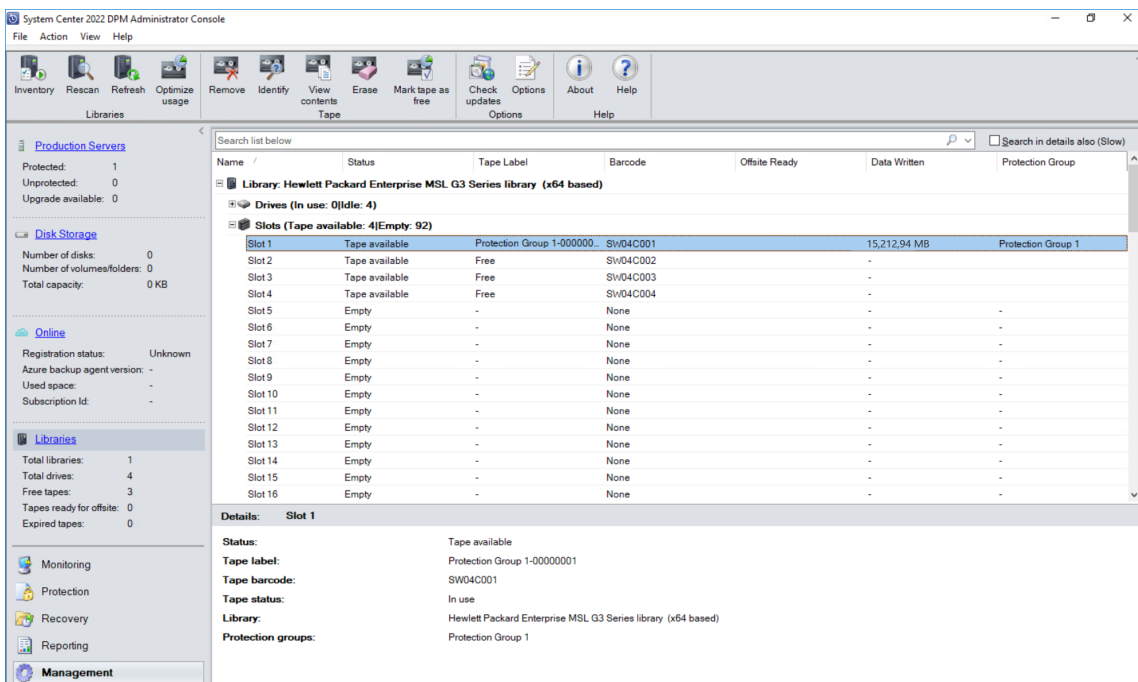 System Center 2022 DPM Administrator Console
File Action View Help
Inventory Rescan Refresh Optimize usage Remove Identify View contents Erase Mark tape as free Check updates Options About Help
Libraries Tape Options Help
Production Servers
Protected: 1
Unprotected: 0
Upgrade available: 0
Disk Storage
Number of disks: 0
Number of volumes/folders: 0
Total capacity: 0 KB
Online
Registration status: Unknown
Azure backup agent version: -
Used space: -
Subscription Id: -
Libraries
Total libraries: 1
Total drives: 4
Free tapes: 3
Tapes ready for offsite: 0
Expired tapes: 0
Monitoring
Protection
Recovery
Reporting
Management
Search list below Search in details also (Slow)
Name / Status Tape Label Barcode Offsite Ready Data Written Protection Group
Library: Hewlett Packard Enterprise MSL G3 Series library (x64 based)
Drives (In use: 0|Idle: 4)
Slots (Tape available: 4|Empty: 92)
Slot 1 Tape available Protection Group 1-000000... SW04C001 15,212,94 MB Protection Group 1
Slot 2 Tape available Free SW04C002 -
Slot 3 Tape available Free SW04C003 -
Slot 4 Tape available Free SW04C004 -
Slot 5 Empty - None - -
Slot 6 Empty - None - -
Slot 7 Empty - None - -
Slot 8 Empty - None - -
Slot 9 Empty - None - -
Slot 10 Empty - None - -
Slot 11 Empty - None - -
Slot 12 Empty - None - -
Slot 13 Empty - None - -
Slot 14 Empty - None - -
Slot 15 Empty - None - -
Slot 16 Empty - None - -
Details: Slot 1
Status: Tape available
Tape label: Protection Group 1-00000001
Tape barcode: SW04C001
Tape status: In use
Library: Hewlett Packard Enterprise MSL G3 Series library (x64 based)
Protection groups: Protection Group 1